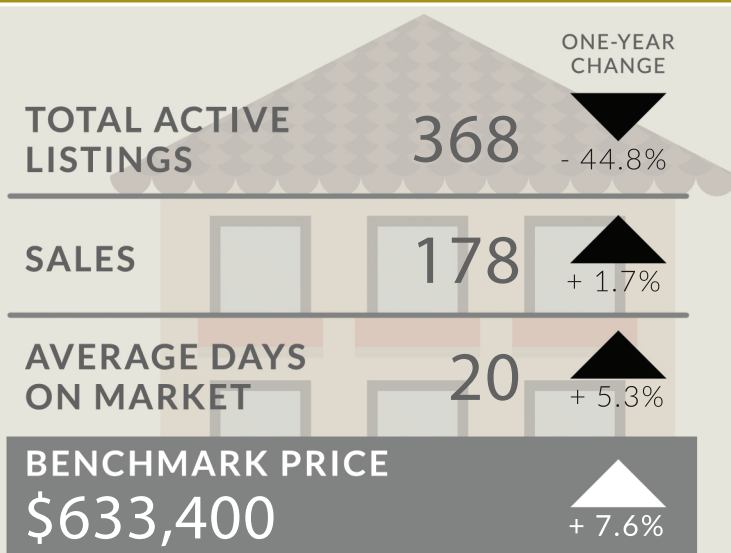 ONE-YEAR
CHANGE
TOTAL ACTIVE
LISTINGS
368
- 44.8%
SALES
178
+ 1.7%
AVERAGE DAYS
ON MARKET
20
+ 5.3%
BENCHMARK PRICE
$633,400
+ 7.6%